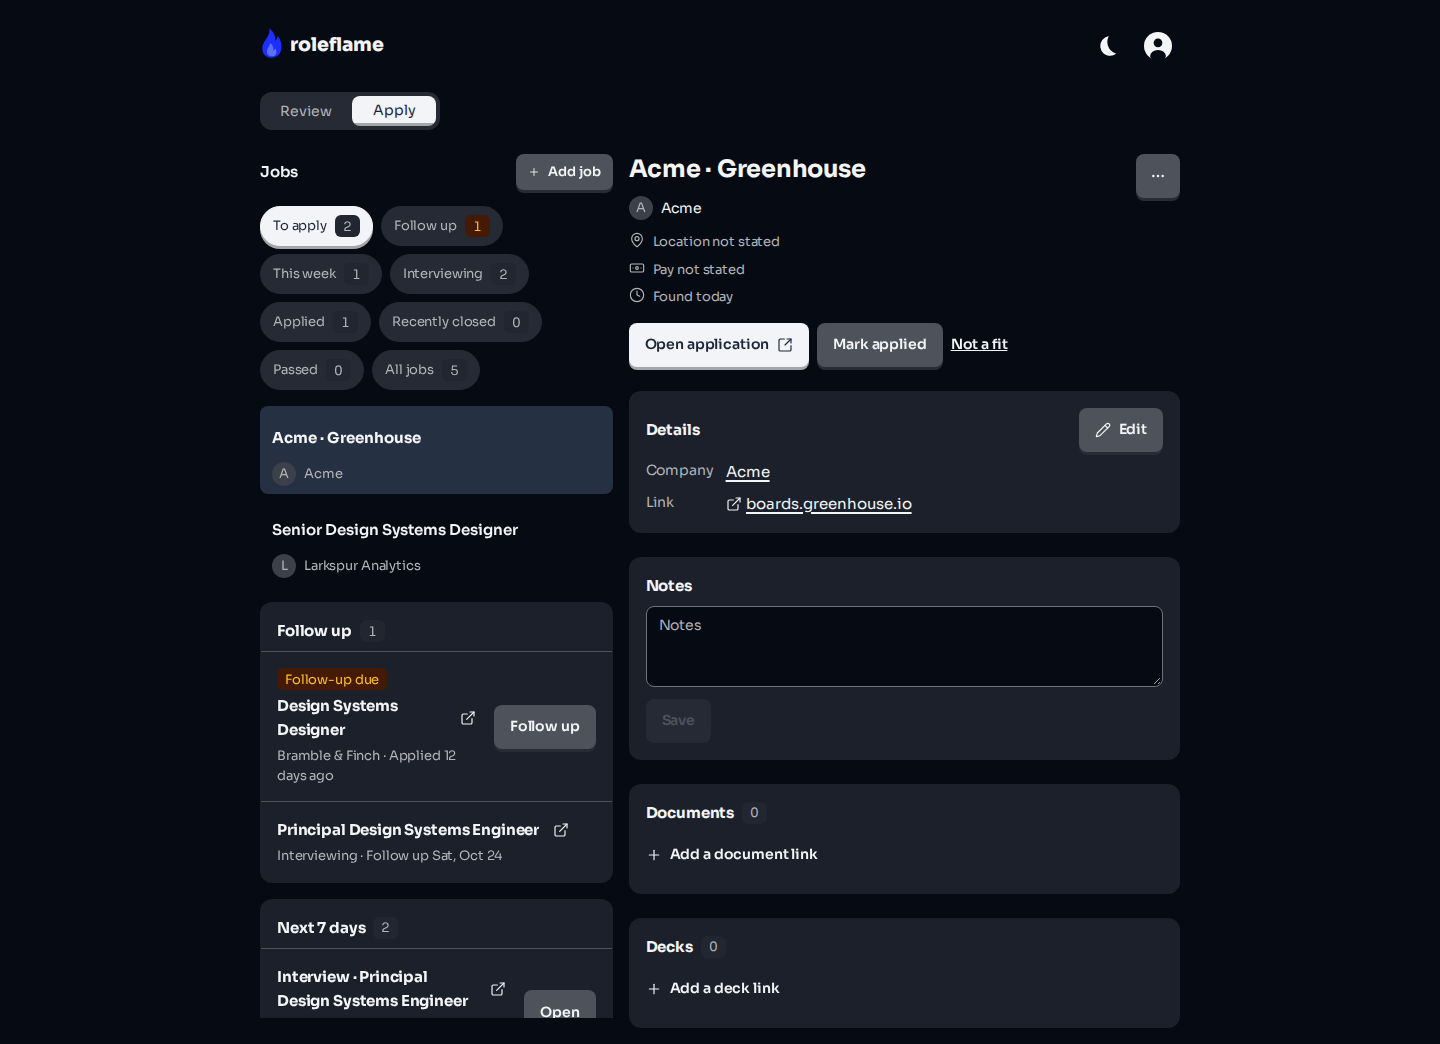 roleflame
Review
Apply
Jobs
+ Add job
To apply 2
Follow up 1
This week 1
Interviewing 2
Applied 1
Recently closed 0
Passed 0
All jobs 5
Acme · Greenhouse
A Acme
Senior Design Systems Designer
L Larkspur Analytics
Follow up 1
Follow-up due
Design Systems
Designer
Bramble & Finch · Applied 12
days ago
Follow up
Principal Design Systems Engineer
Interviewing · Follow up Sat, Oct 24
Next 7 days 2
Interview · Principal
Design Systems Engineer
Open
Acme · Greenhouse
...
A Acme
Location not stated
Pay not stated
Found today
Open application
Mark applied
Not a fit
Details
Edit
Company Acme
Link boards.greenhouse.io
Notes
Notes
Save
Documents 0
+ Add a document link
Decks 0
+ Add a deck link